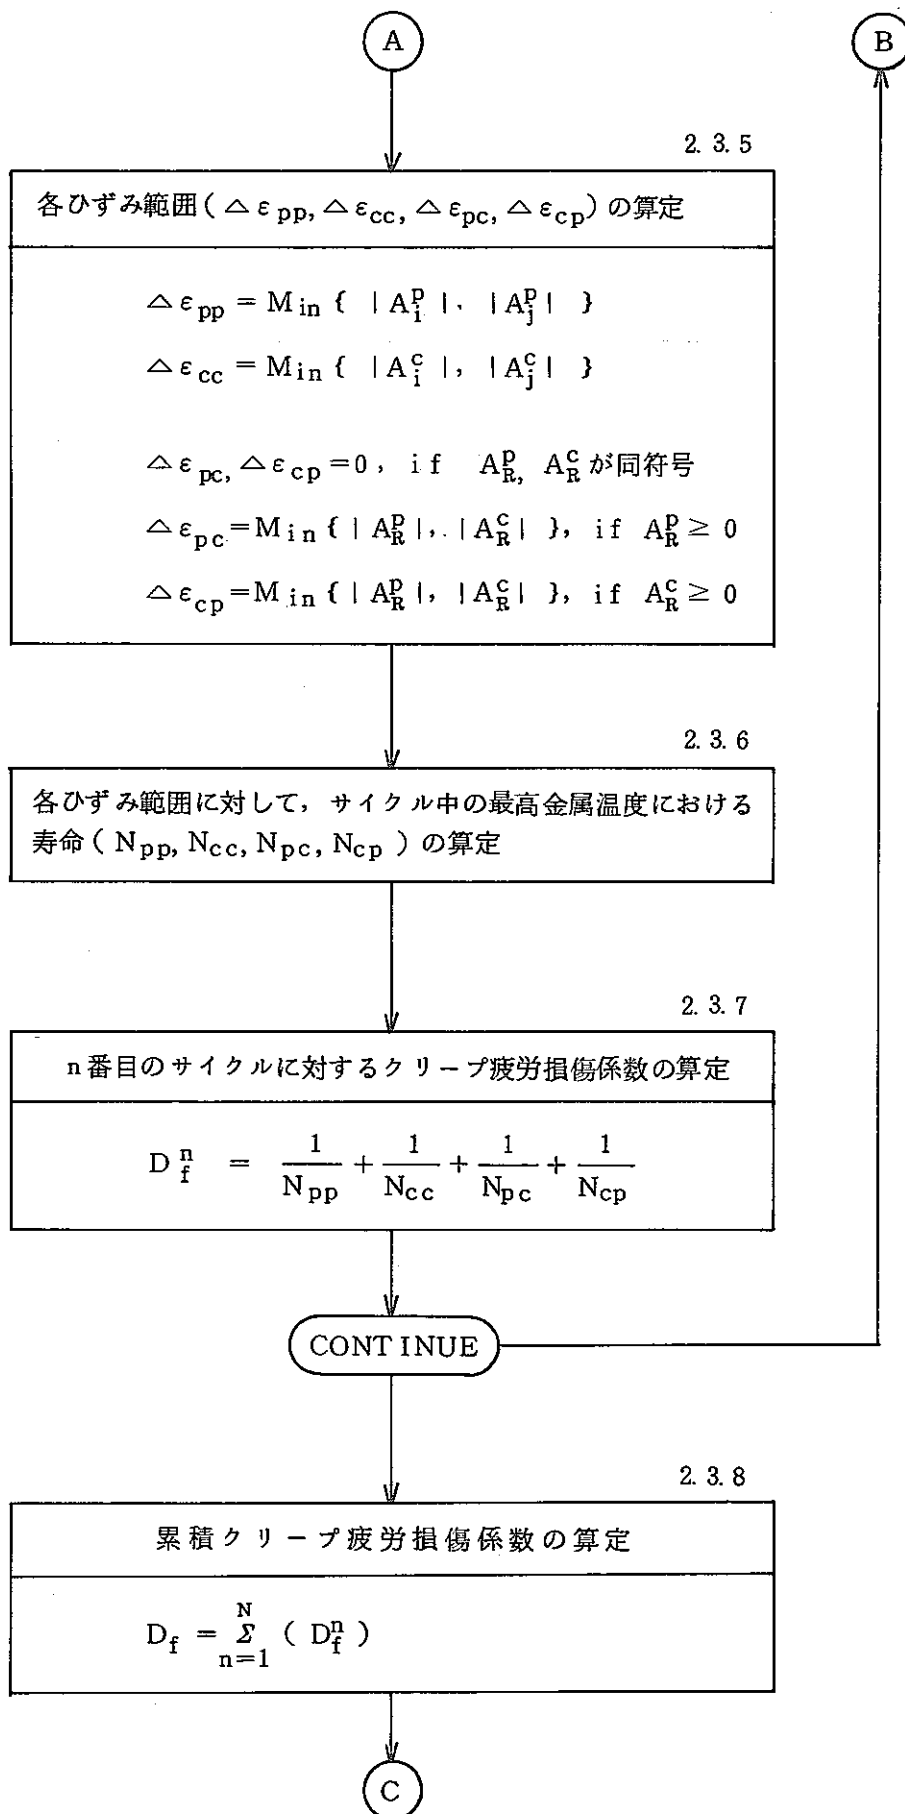 A
B
2.3.5
各ひずみ範囲( △ε_pp, △ε_cc, △ε_pc, △ε_cp ) の算定
△ε_pp = Min { |A_i^p|, |A_j^p| }
△ε_cc = Min { |A_i^c|, |A_j^c| }
△ε_pc, △ε_cp = 0, if A_R^p, A_R^c が同符号
△ε_pc = Min { |A_R^p|, |A_R^c| }, if A_R^p ≥ 0
△ε_cp = Min { |A_R^p|, |A_R^c| }, if A_R^c ≥ 0
2.3.6
各ひずみ範囲に対して，サイクル中の最高金属温度における
寿命( N_pp, N_cc, N_pc, N_cp ) の算定
2.3.7
n番目のサイクルに対するクリープ疲労損傷係数の算定
D_f^n = 1/N_pp + 1/N_cc + 1/N_pc + 1/N_cp
CONTINUE
2.3.8
累積クリープ疲労損傷係数の算定
D_f = Σ_{n=1}^{N} ( D_f^n )
C